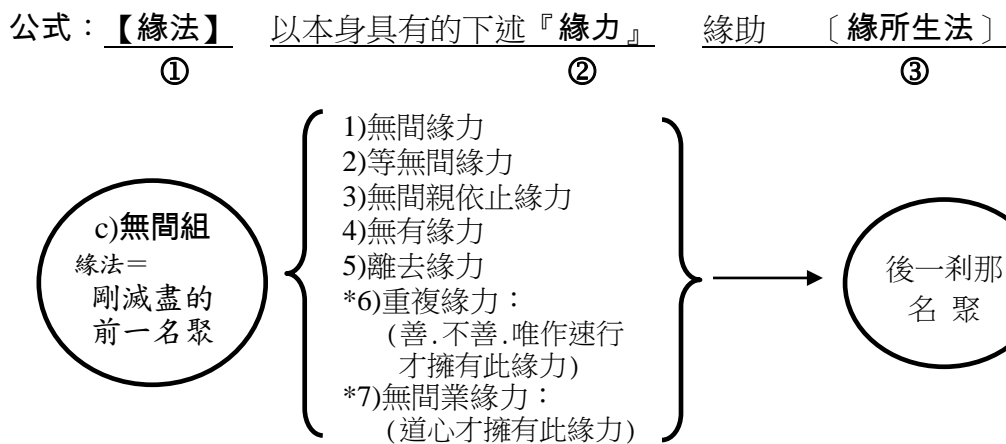 公式：【緣法】 以本身具有的下述『緣力』 緣助 〔緣所生法〕
① ② ③
c)無間組
緣法＝
剛滅盡的
前一名聚
1)無間緣力
2)等無間緣力
3)無間親依止緣力
4)無有緣力
5)離去緣力
*6)重複緣力：
(善.不善.唯作速行
才擁有此緣力)
*7)無間業緣力：
(道心才擁有此緣力)
後一剎那
名 聚